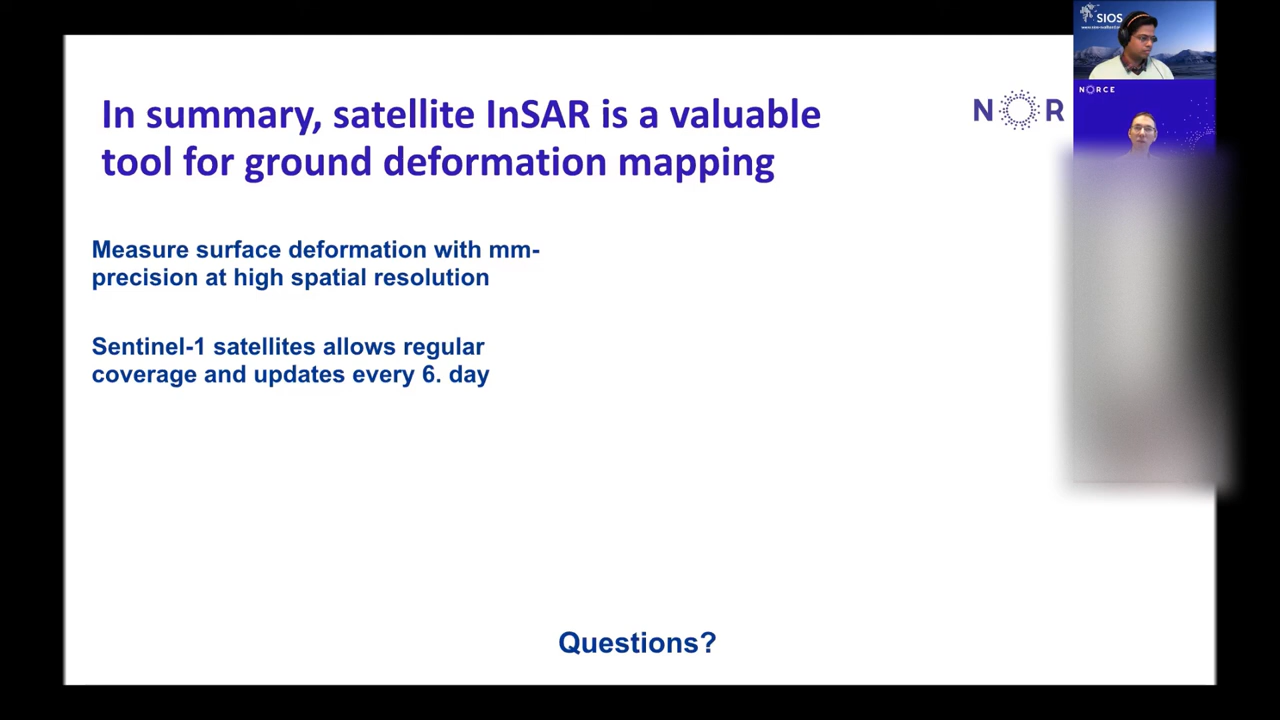 SIOS
In summary, satellite InSAR is a valuable
tool for ground deformation mapping
NOR
NORCE
Measure surface deformation with mm-
precision at high spatial resolution
Sentinel-1 satellites allows regular
coverage and updates every 6. day
Questions?